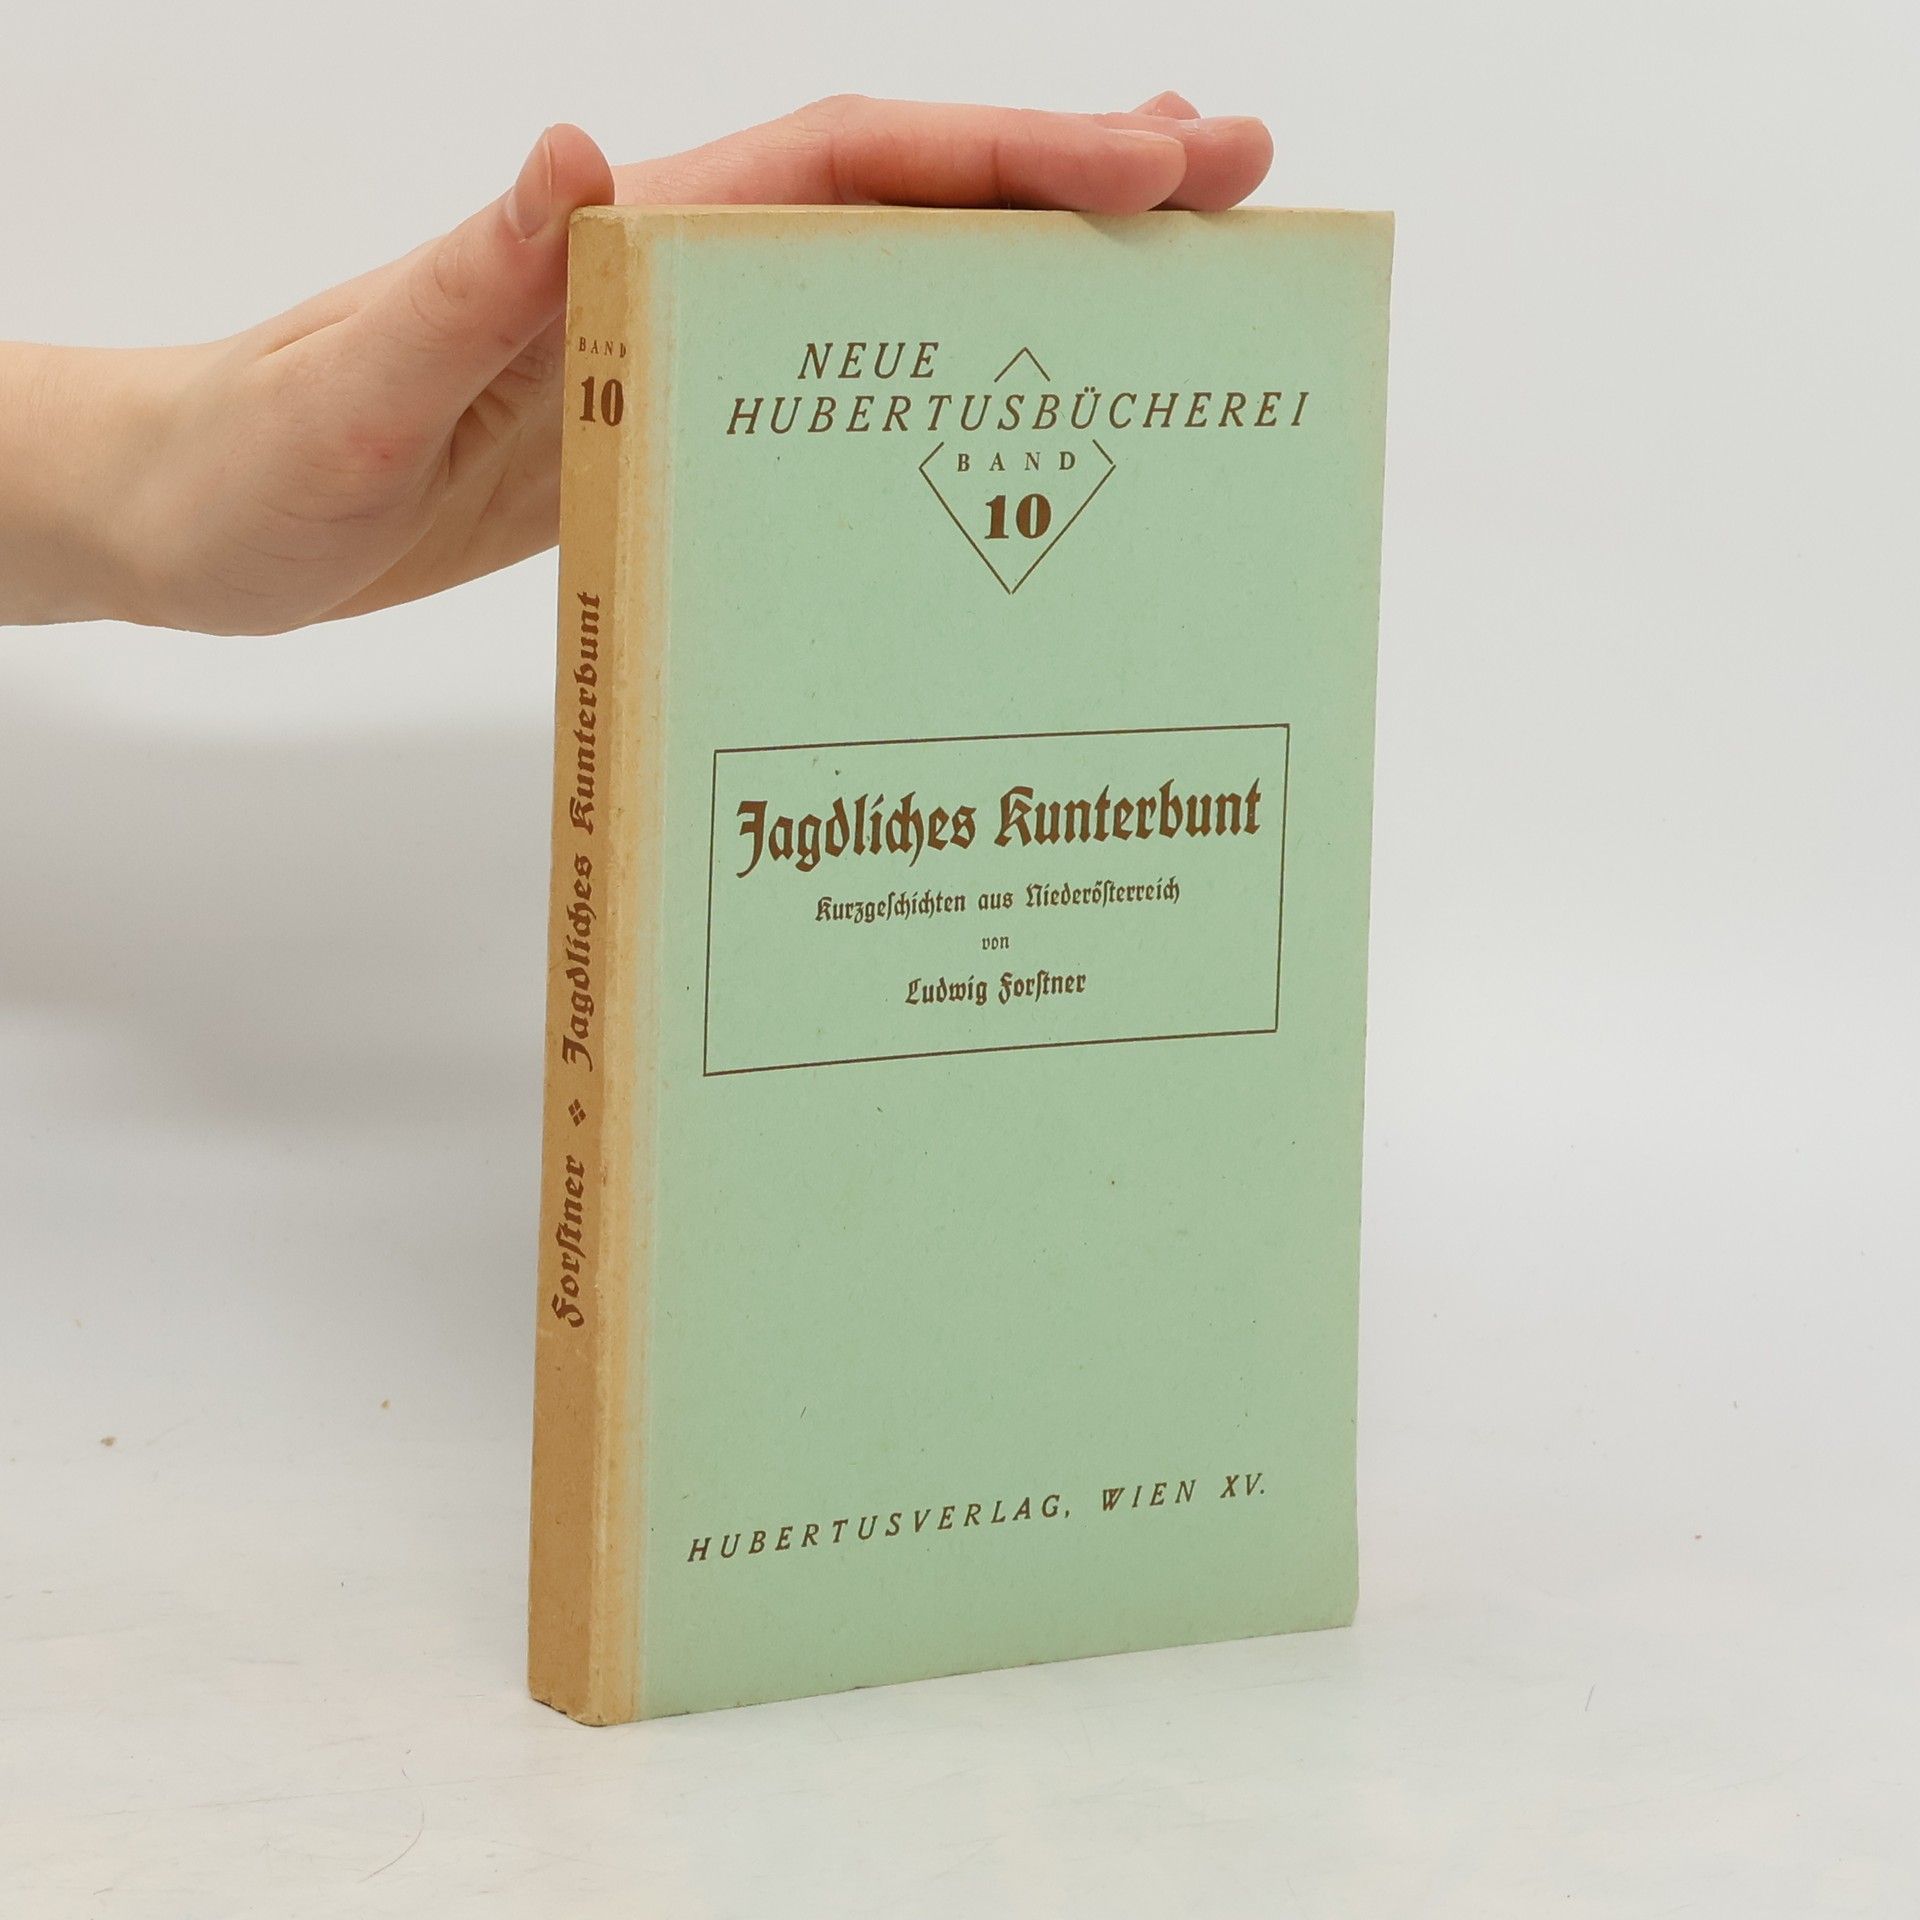 BAND
10
Forſtner ❖ Jagdliches Kunterbunt
NEUE
HUBERTUSBÜCHEREI
BAND
10
Jagdliches Kunterbunt
Kurzgeſchichten aus Niederöſterreich
von
Ludwig Forſtner
HUBERTUSVERLAG, WIEN XV.